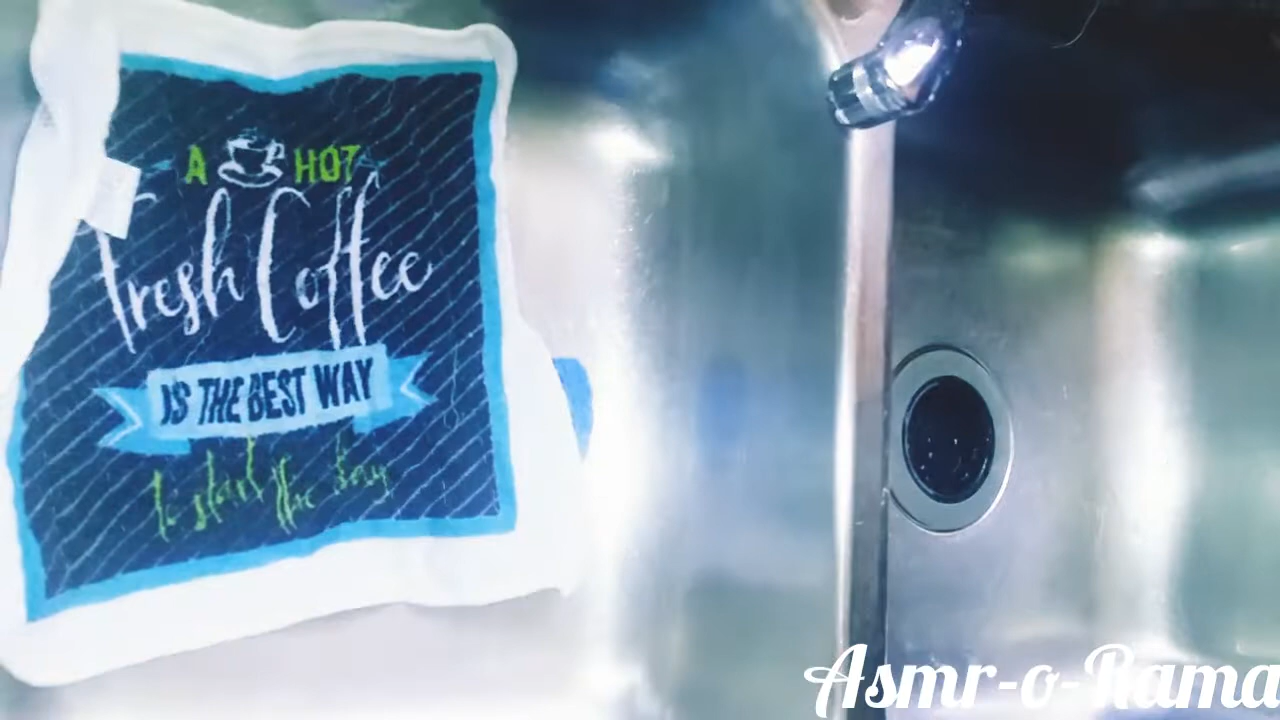 A HOT
Fresh Coffee
IS THE BEST WAY
to start the day
Asmr-o-Rama